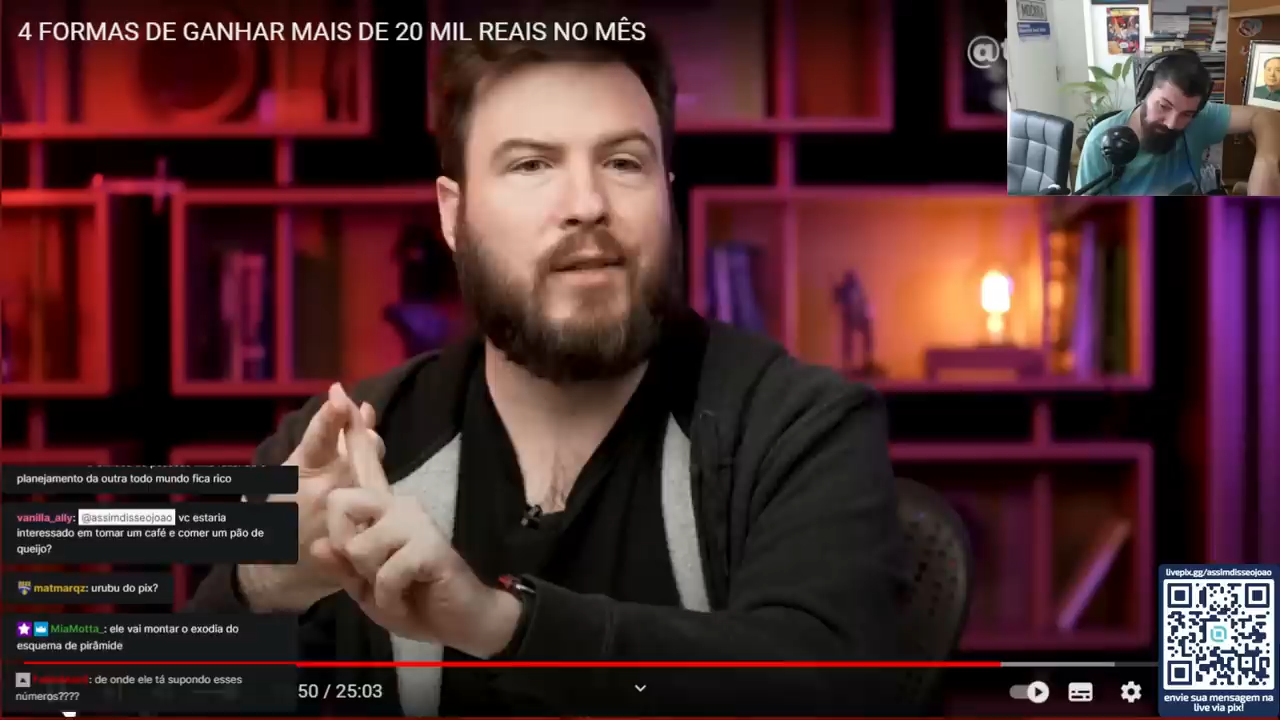 4 FORMAS DE GANHAR MAIS DE 20 MIL REAIS NO MÊS
@t
planejamento da outra todo mundo fica rico
vanilla_ally: @assimdisseojoao vc estaria
interessado em tomar um café e comer um pão de
queijo?
matmarqz: urubu do pix?
MiaMotta_: ele vai montar o exodia do
esquema de pirâmide
: de onde ele tá supondo esses
números????
50 / 25:03
livepix.gg/assimdisseojoao
envie sua mensagem na
live via pix!